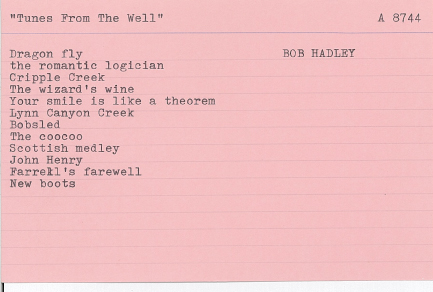 "Tunes From The Well" A 8744
Dragon fly BOB HADLEY
the romantic logician
Cripple Creek
The wizard's wine
Your smile is like a theorem
Lynn Canyon Creek
Bobsled
The coocoo
Scottish medley
John Henry
Farrell's farewell
New boots